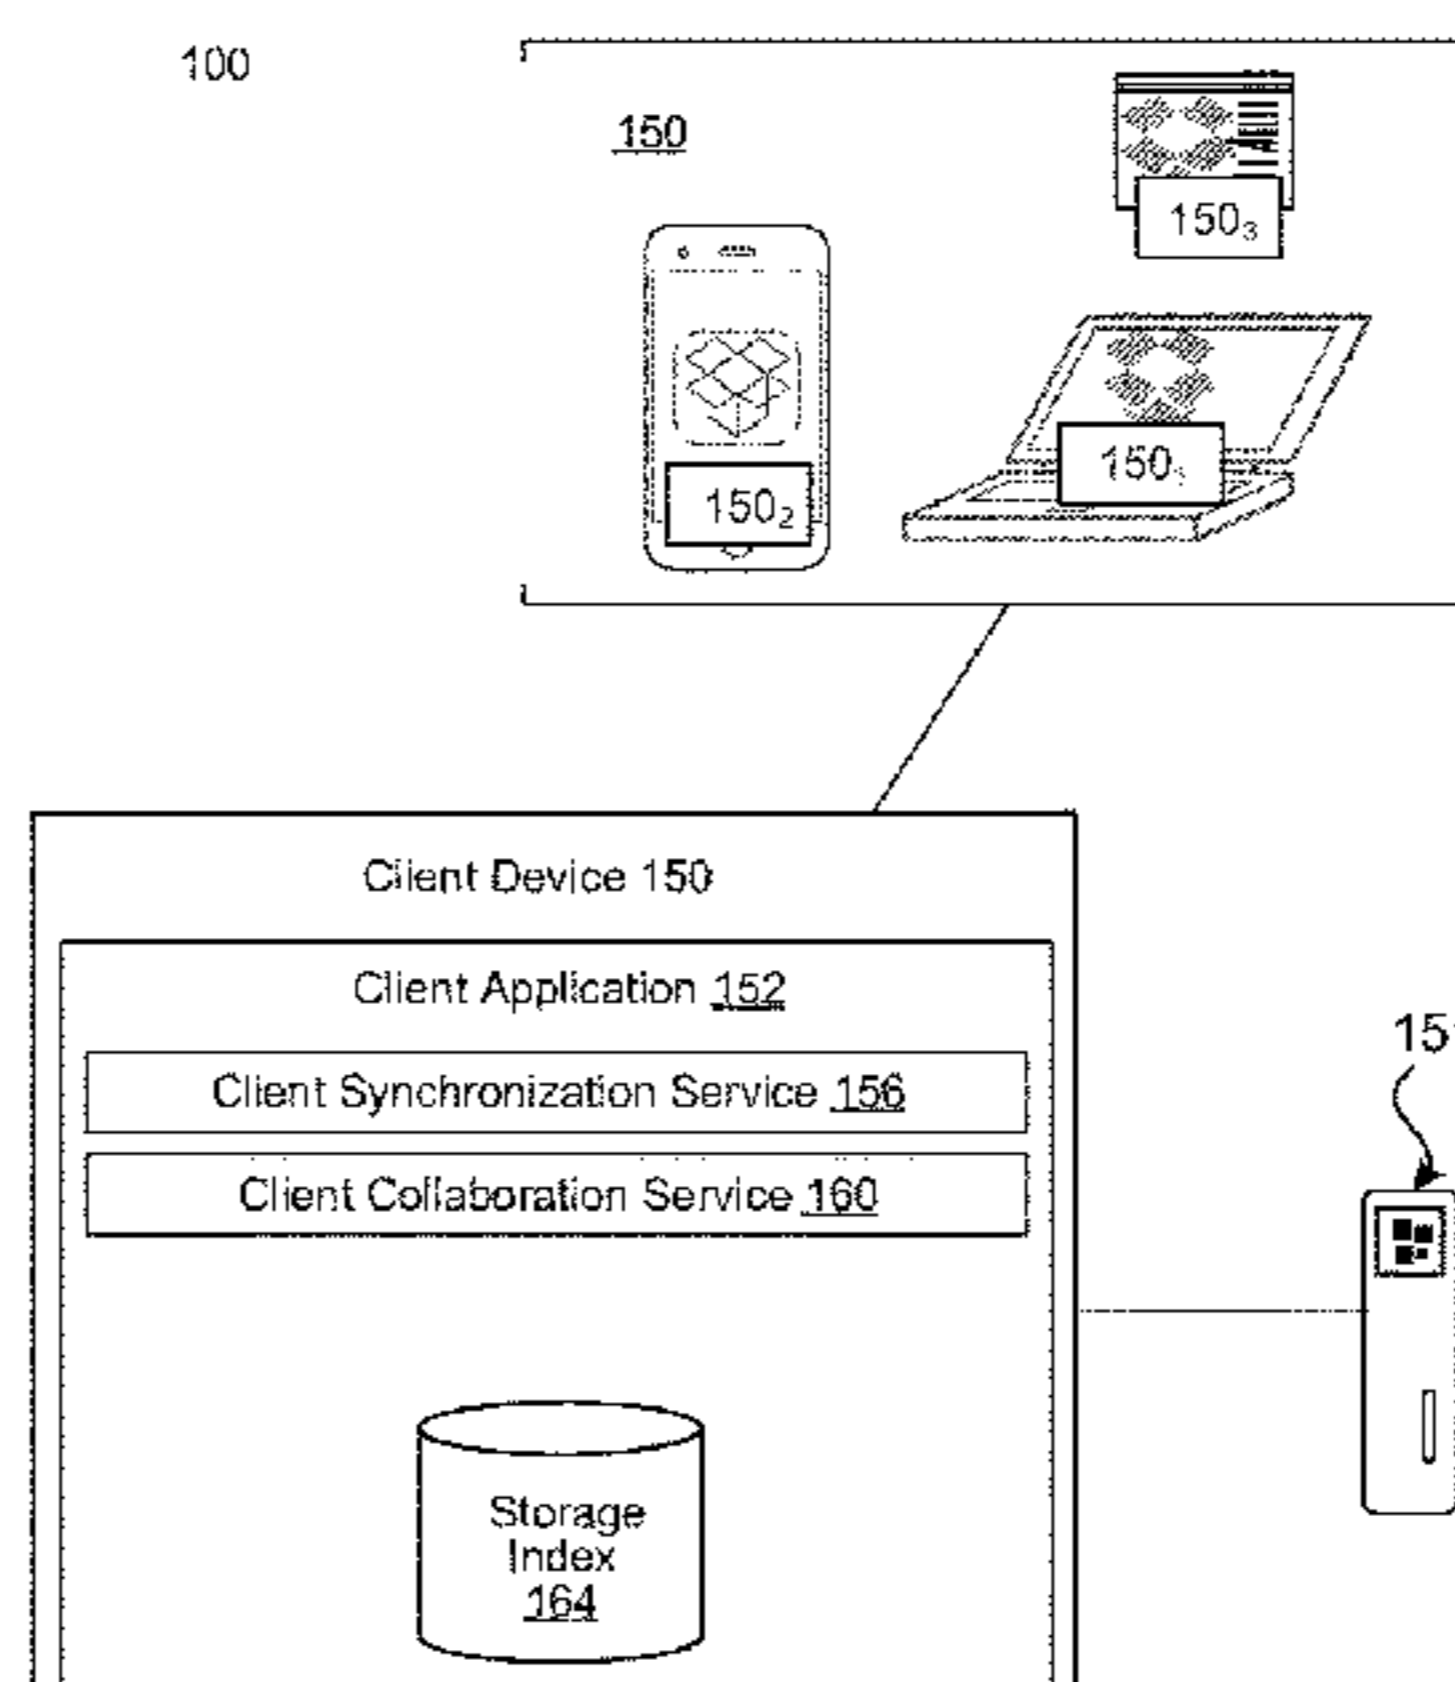 100
150
150₃
150₂
150₁
Client Device 150
Client Application 152
Client Synchronization Service 156
Client Collaboration Service 160
Storage
Index
164